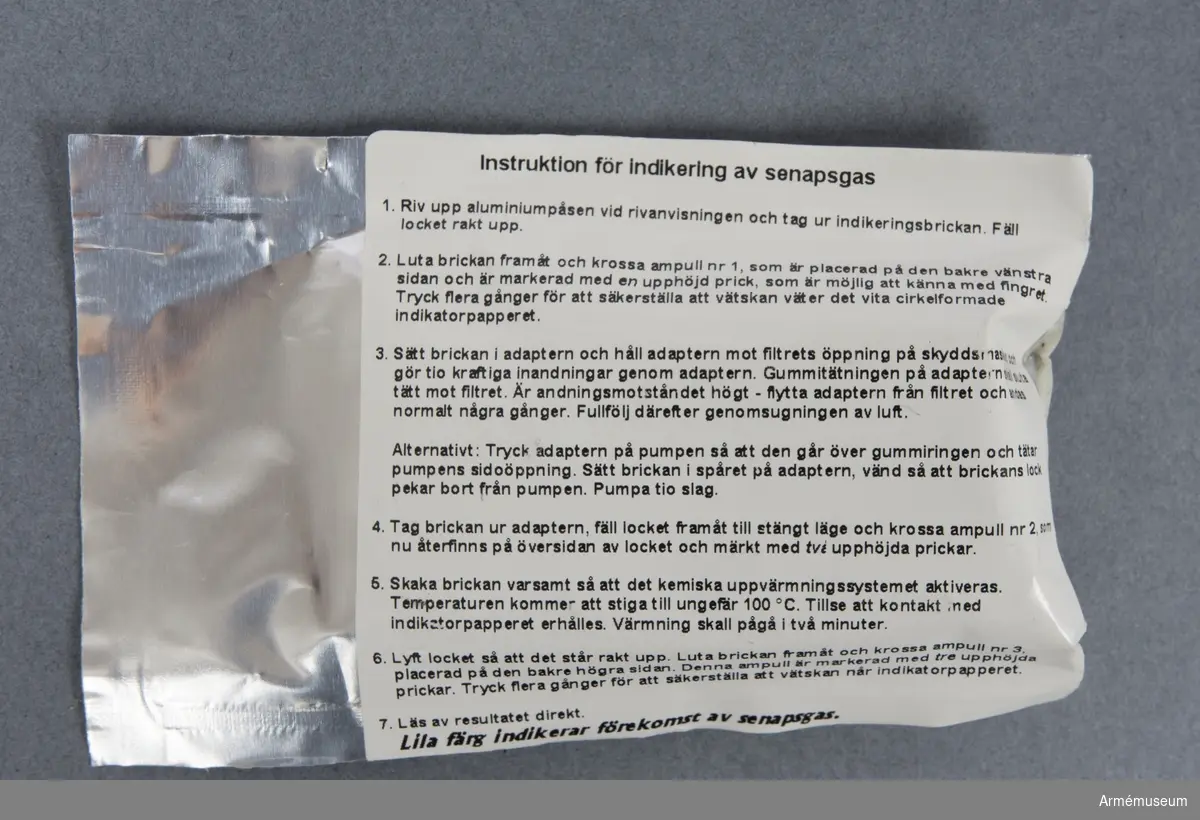 Instruktion för indikering av senapsgas
1. Riv upp aluminiumpåsen vid rivanvisningen och tag ur indikeringsbrickan. Fäll
locket rakt upp.
2. Luta brickan framåt och krossa ampull nr 1, som är placerad på den bakre vänstra
sidan och är markerad med en upphöjd prick, som är möjlig att känna med fingret.
Tryck flera gånger för att säkerställa att vätskan väter det vita cirkelformade
indikatorpapperet.
3. Sätt brickan i adaptern och håll adaptern mot filtrets öppning på
gör tio kraftiga inandningar genom adaptern. Gummitätningen på adaptern
tätt mot filtret. Är andningsmotståndet högt - flytta adaptern från filtret och
normalt några gånger. Fullfölj därefter genomsugningen av luft.
Alternativt: Tryck adaptern på pumpen så att den går över gummiringen och tätar
pumpens sidoöppning. Sätt brickan i spåret på adaptern, vänd så att brickans lock
pekar bort från pumpen. Pumpa tio slag.
4. Tag brickan ur adaptern, fäll locket framåt till stängt läge och krossa ampull nr 2, som
nu återfinns på översidan av locket och märkt med två upphöjda prickar.
5. Skaka brickan varsamt så att det kemiska uppvärmningssystemet aktiveras.
Temperaturen kommer att stiga till ungefär 100 °C. Tillse att kontakt med
indikatorpapperet erhålles. Värmning skall pågå i två minuter.
6. Lyft locket så att det står rakt upp. Luta brickan framåt och krossa ampull nr 3,
placerad på den bakre högra sidan. Denna ampull är markerad med tre upphöjda
prickar. Tryck flera gånger för att säkerställa att vätskan når indikatorpapperet.
7. Läs av resultatet direkt.
Lila färg indikerar förekomst av senapsgas.
Armémuseum